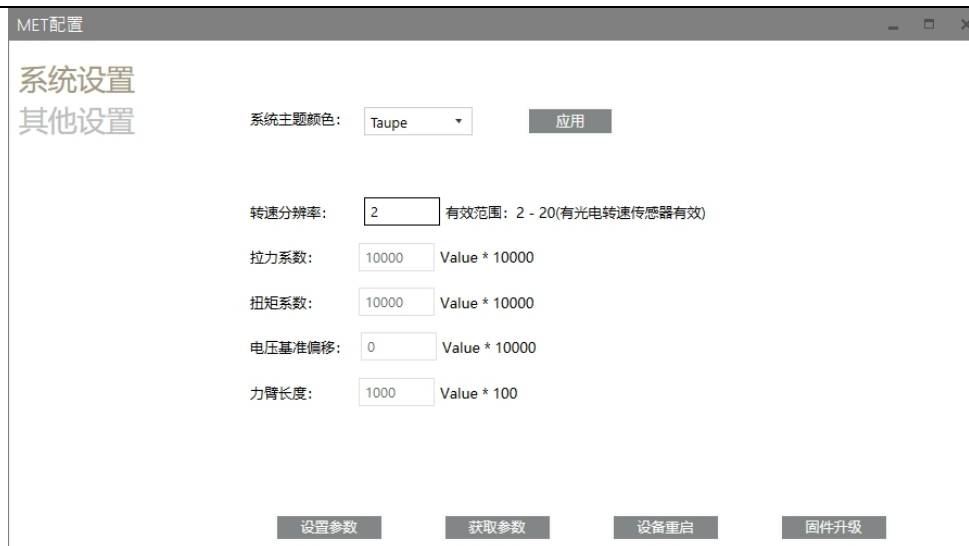 MET配置
系统设置
其他设置
系统主题颜色： Taupe 应用
转速分辨率： 2 有效范围：2 - 20(有光电转速传感器有效)
拉力系数： 10000 Value * 10000
扭矩系数： 10000 Value * 10000
电压基准偏移： 0 Value * 10000
力臂长度： 1000 Value * 100
设置参数 获取参数 设备重启 固件升级